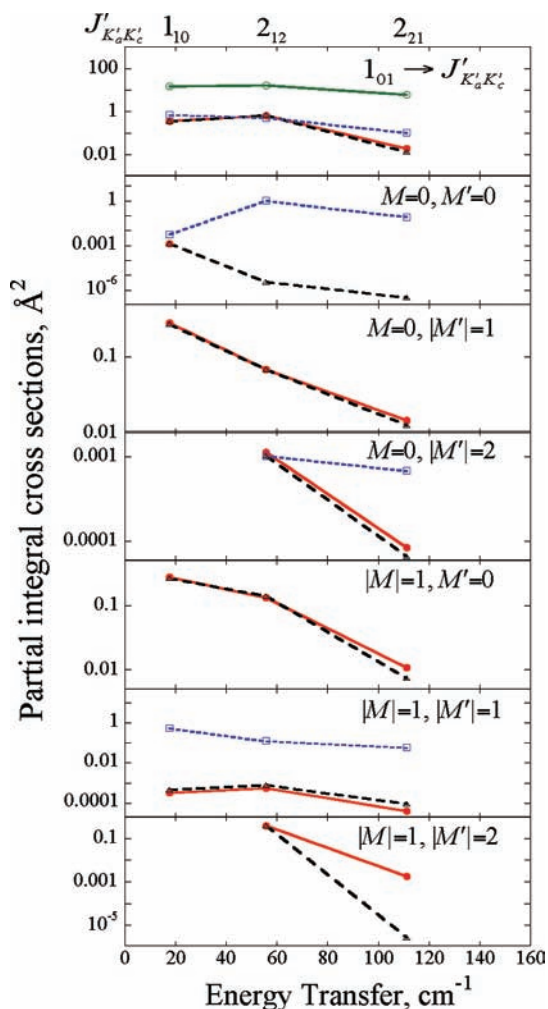 J′K′aK′c 1₁₀ 2₁₂ 2₂₁
100
1
0.01
1₀₁ → J′K′aK′c
1
0.001
10⁻⁶
M=0, M′=0
0.1
0.01
M=0, |M′|=1
0.001
0.0001
M=0, |M′|=2
0.1
0.01
|M|=1, M′=0
1
0.01
0.0001
|M|=1, |M′|=1
0.1
0.001
10⁻⁵
|M|=1, |M′|=2
0 20 40 60 80 100 120 140 160
Energy Transfer, cm⁻¹
Partial integral cross sections, Å²